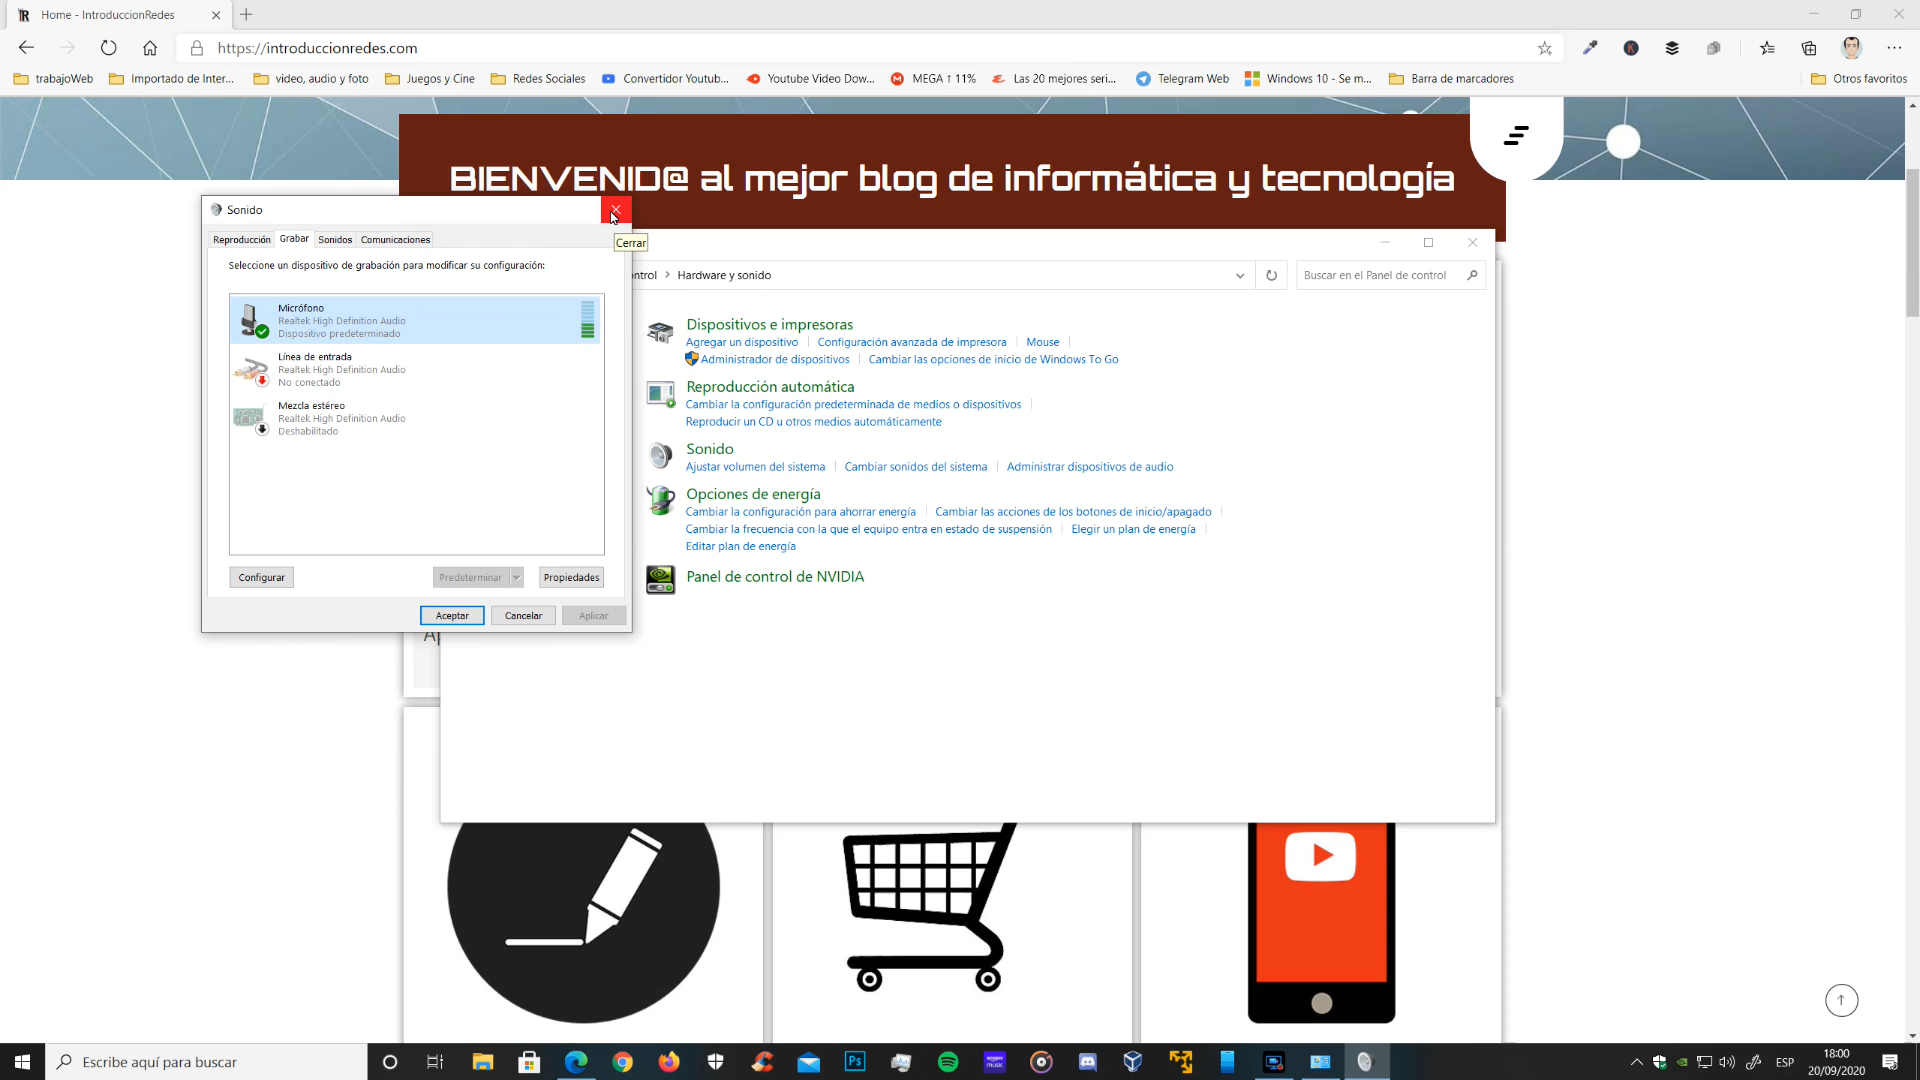 Home - IntroduccionRedes
https://introduccionredes.com
trabajoWeb
Importado de Inter...
video, audio y foto
Juegos y Cine
Redes Sociales
Convertidor Youtub...
Youtube Video Dow...
MEGA ↑ 11%
Las 20 mejores seri...
Telegram Web
Windows 10 - Se m...
Barra de marcadores
Otros favoritos
BIENVENID@ al mejor blog de informática y tecnología
Sonido
Cerrar
Reproducción
Grabar
Sonidos
Comunicaciones
Seleccione un dispositivo de grabación para modificar su configuración:
Micrófono
Realtek High Definition Audio
Dispositivo predeterminado
Línea de entrada
Realtek High Definition Audio
No conectado
Mezcla estéreo
Realtek High Definition Audio
Deshabilitado
Configurar
Predeterminar
Propiedades
Aceptar
Cancelar
Aplicar
Hardware y sonido
Buscar en el Panel de control
Dispositivos e impresoras
Agregar un dispositivo
Configuración avanzada de impresora
Mouse
Administrador de dispositivos
Cambiar las opciones de inicio de Windows To Go
Reproducción automática
Cambiar la configuración predeterminada de medios o dispositivos
Reproducir un CD u otros medios automáticamente
Sonido
Ajustar volumen del sistema
Cambiar sonidos del sistema
Administrar dispositivos de audio
Opciones de energía
Cambiar la configuración para ahorrar energía
Cambiar las acciones de los botones de inicio/apagado
Cambiar la frecuencia con la que el equipo entra en estado de suspensión
Elegir un plan de energía
Editar plan de energía
Panel de control de NVIDIA
Escribe aquí para buscar
Ps
music
ESP
18:00
20/09/2020